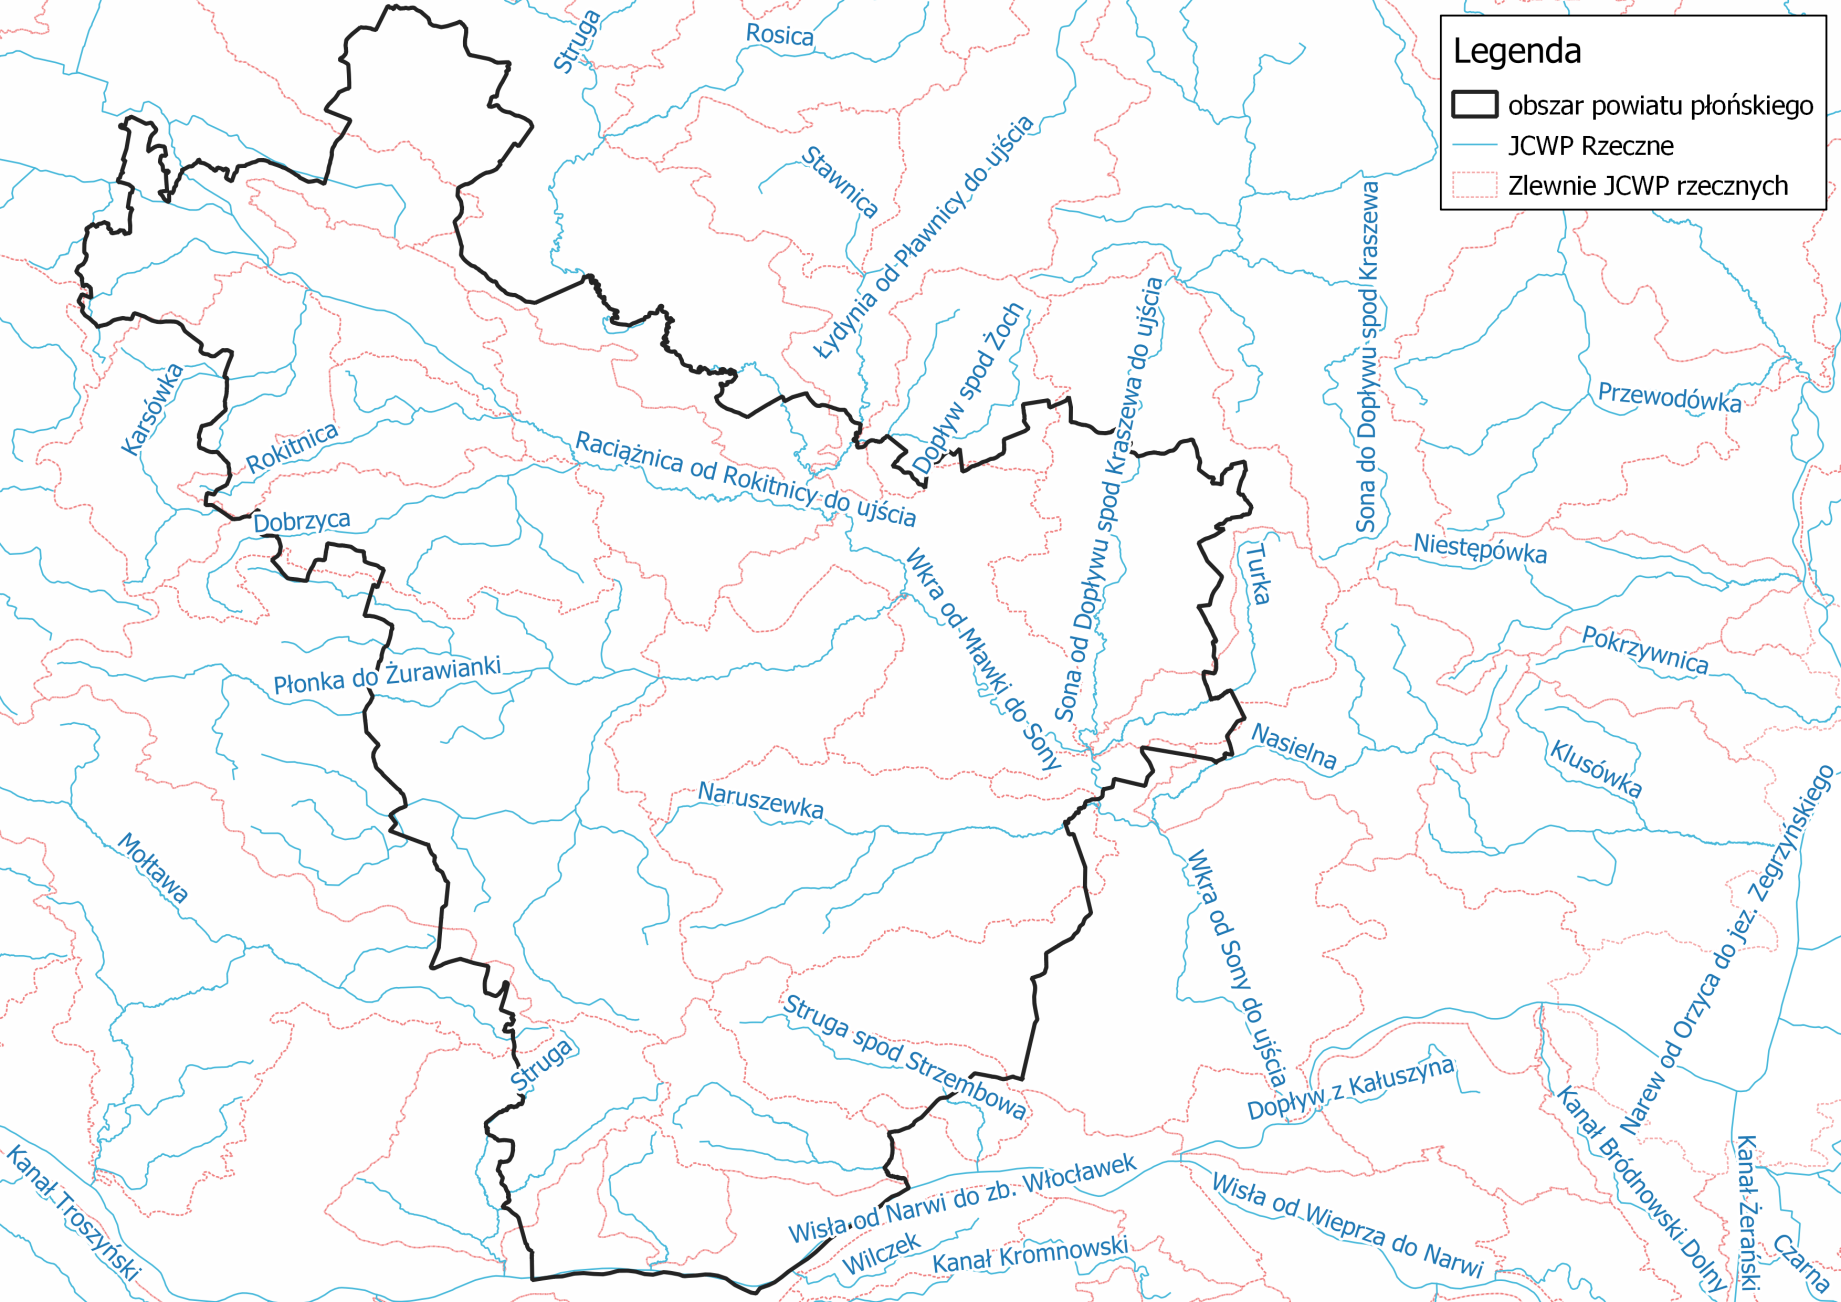 Legenda
obszar powiatu płońskiego
JCWP Rzeczne
Zlewnie JCWP rzecznych
Struga
Rosica
Stawnica
Łydynia od Pławnicy do ujścia
Dopływ spod Żoch
Sona od Dopływu spod Kraszewa do ujścia
Sona do Dopływu spod Kraszewa
Przewodówka
Karsówka
Rokitnica
Raciąźnica od Rokitnicy do ujścia
Dobrzyca
Wkra od Mławki do Sony
Turka
Niestępówka
Pokrzywnica
Płonka do Żurawianki
Nasielna
Klusówka
Naruszewka
Mołtawa
Wkra od Sony do ujścia
Narew od Orzyca do jez. Zegrzyńskiego
Struga spod Strzembowa
Struga
Dopływ z Kałuszyna
Kanał Bródnowski Dolny
Kanał Żerański
Czarna
Kanał Troszyński
Wisła od Narwi do zb. Włocławek
Wisła od Wieprza do Narwi
Wilczek
Kanał Kromnowski